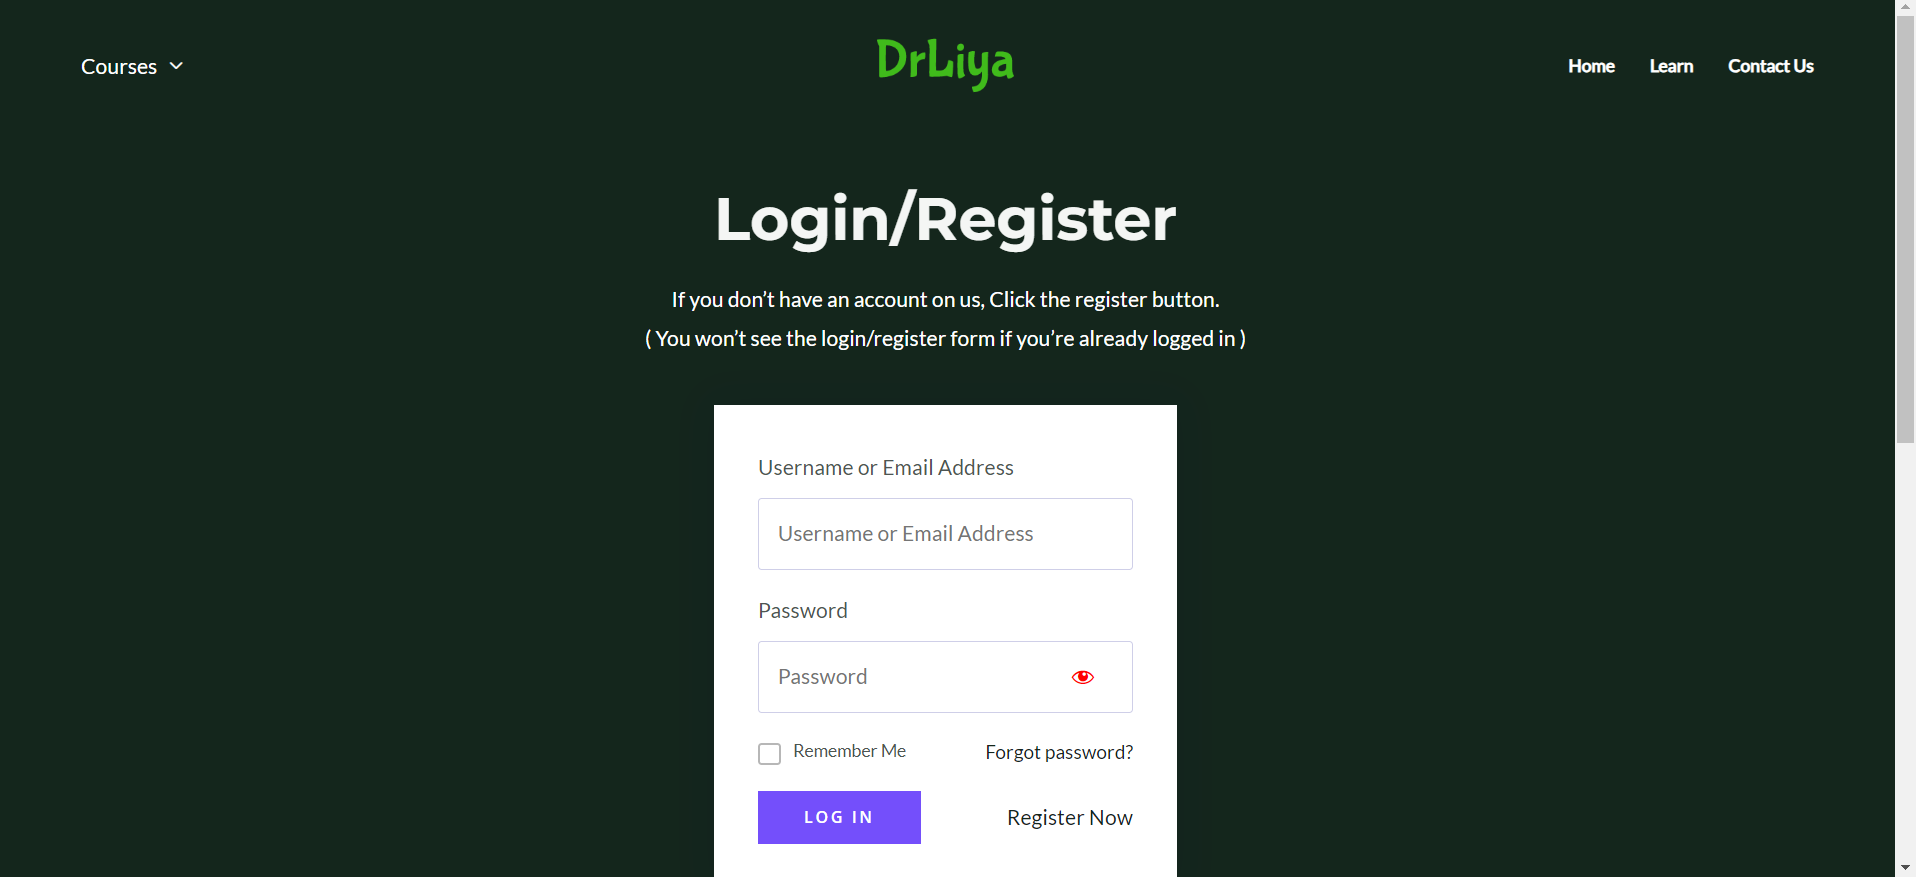 Courses
DrLiya
Home Learn Contact Us
Login/Register
If you don’t have an account on us, Click the register button.
( You won’t see the login/register form if you’re already logged in )
Username or Email Address
Username or Email Address
Password
Password
Remember Me Forgot password?
LOG IN Register Now